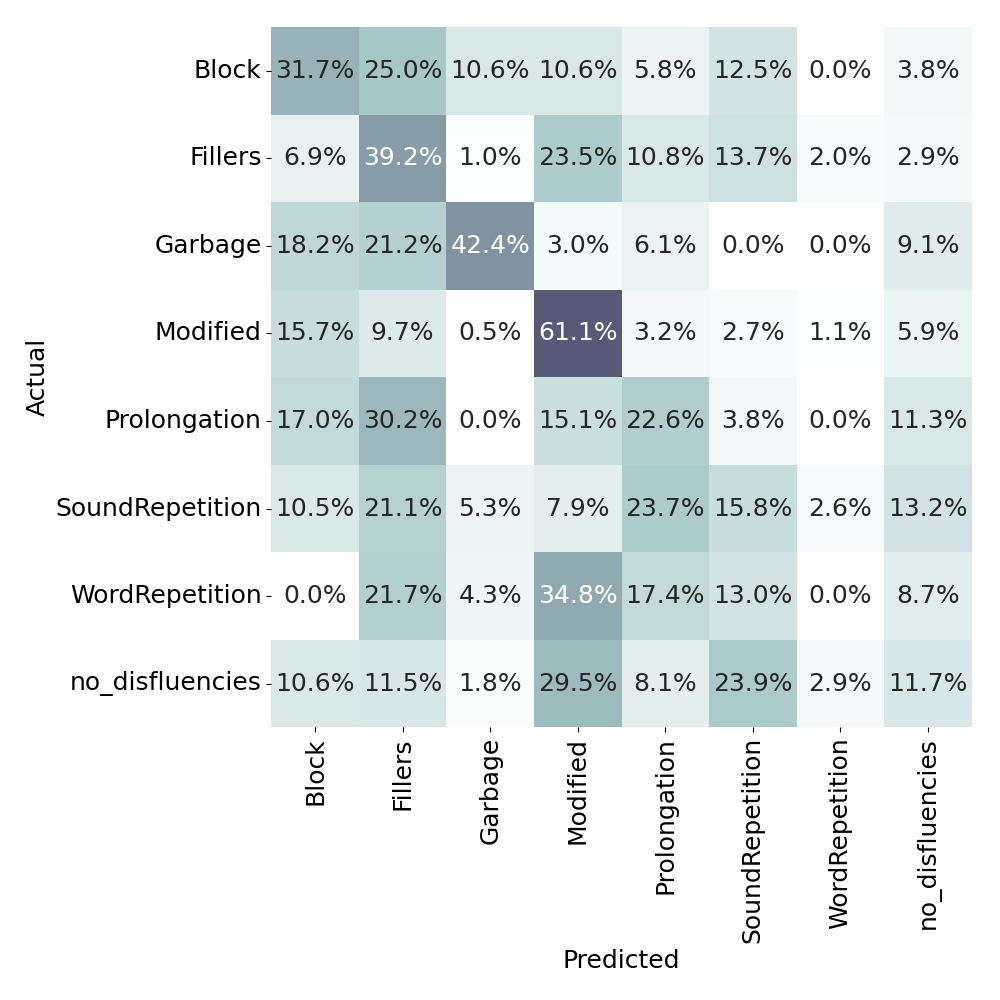 Actual
Block 31.7% 25.0% 10.6% 10.6% 5.8% 12.5% 0.0% 3.8%
Fillers 6.9% 39.2% 1.0% 23.5% 10.8% 13.7% 2.0% 2.9%
Garbage 18.2% 21.2% 42.4% 3.0% 6.1% 0.0% 0.0% 9.1%
Modified 15.7% 9.7% 0.5% 61.1% 3.2% 2.7% 1.1% 5.9%
Prolongation 17.0% 30.2% 0.0% 15.1% 22.6% 3.8% 0.0% 11.3%
SoundRepetition 10.5% 21.1% 5.3% 7.9% 23.7% 15.8% 2.6% 13.2%
WordRepetition 0.0% 21.7% 4.3% 34.8% 17.4% 13.0% 0.0% 8.7%
no_disfluencies 10.6% 11.5% 1.8% 29.5% 8.1% 23.9% 2.9% 11.7%
Block Fillers Garbage Modified Prolongation SoundRepetition WordRepetition no_disfluencies
Predicted